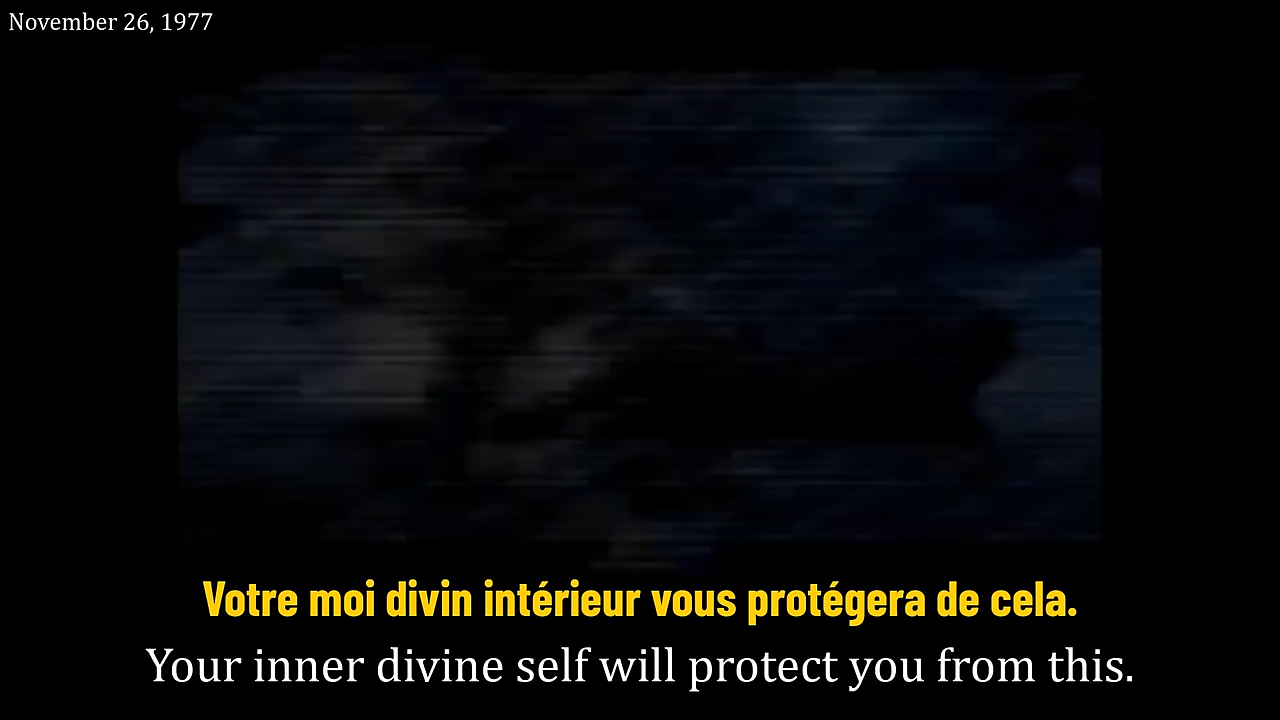 November 26, 1977
Votre moi divin intérieur vous protégera de cela.
Your inner divine self will protect you from this.